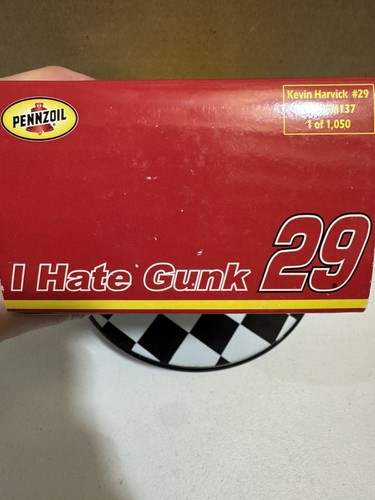 PENNZOIL
Kevin Harvick #29
1 of 1,050
I Hate Gunk 29